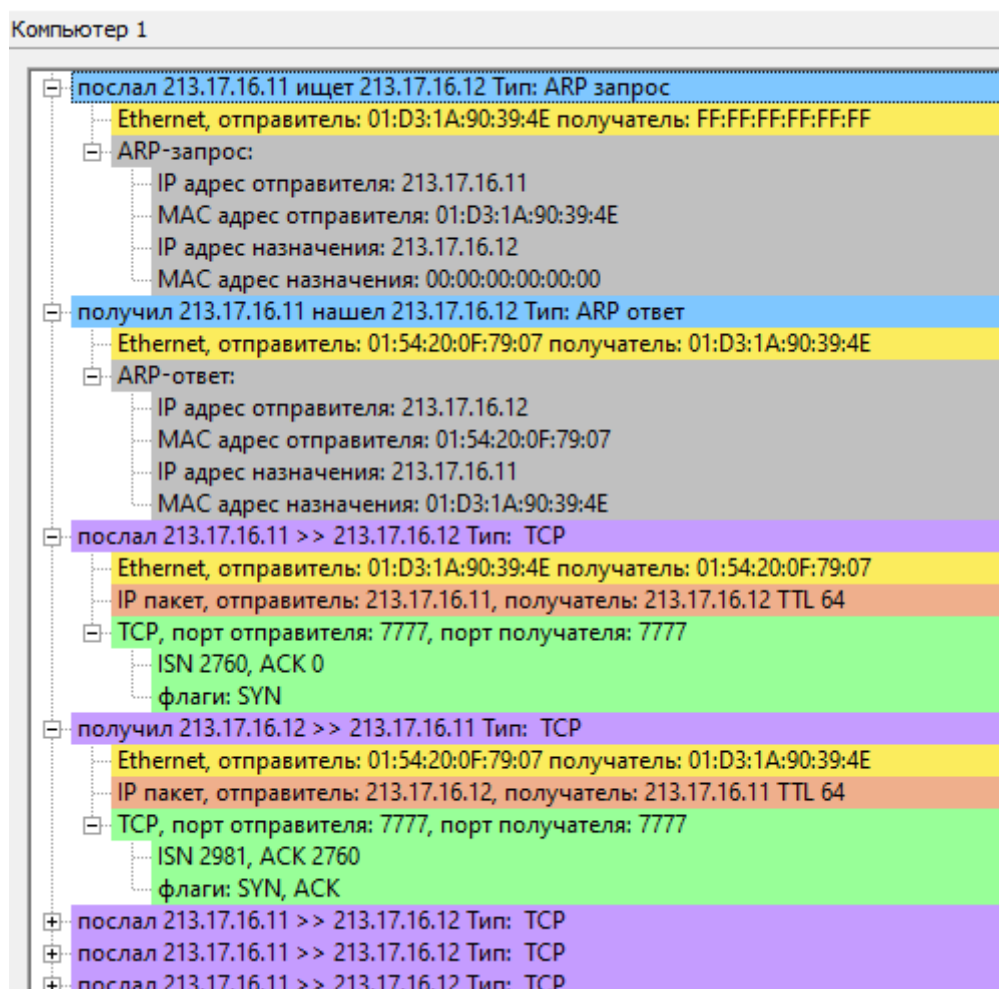 Компьютер 1
послал 213.17.16.11 ищет 213.17.16.12 Тип: ARP запрос
Ethernet, отправитель: 01:D3:1A:90:39:4E получатель: FF:FF:FF:FF:FF:FF
ARP-запрос:
IP адрес отправителя: 213.17.16.11
MAC адрес отправителя: 01:D3:1A:90:39:4E
IP адрес назначения: 213.17.16.12
MAC адрес назначения: 00:00:00:00:00:00
получил 213.17.16.11 нашел 213.17.16.12 Тип: ARP ответ
Ethernet, отправитель: 01:54:20:0F:79:07 получатель: 01:D3:1A:90:39:4E
ARP-ответ:
IP адрес отправителя: 213.17.16.12
MAC адрес отправителя: 01:54:20:0F:79:07
IP адрес назначения: 213.17.16.11
MAC адрес назначения: 01:D3:1A:90:39:4E
послал 213.17.16.11 >> 213.17.16.12 Тип: TCP
Ethernet, отправитель: 01:D3:1A:90:39:4E получатель: 01:54:20:0F:79:07
IP пакет, отправитель: 213.17.16.11, получатель: 213.17.16.12 TTL 64
TCP, порт отправителя: 7777, порт получателя: 7777
ISN 2760, ACK 0
флаги: SYN
получил 213.17.16.12 >> 213.17.16.11 Тип: TCP
Ethernet, отправитель: 01:54:20:0F:79:07 получатель: 01:D3:1A:90:39:4E
IP пакет, отправитель: 213.17.16.12, получатель: 213.17.16.11 TTL 64
TCP, порт отправителя: 7777, порт получателя: 7777
ISN 2981, ACK 2760
флаги: SYN, ACK
послал 213.17.16.11 >> 213.17.16.12 Тип: TCP
послал 213.17.16.11 >> 213.17.16.12 Тип: TCP
послал 213.17.16.11 >> 213.17.16.12 Тип: TCP